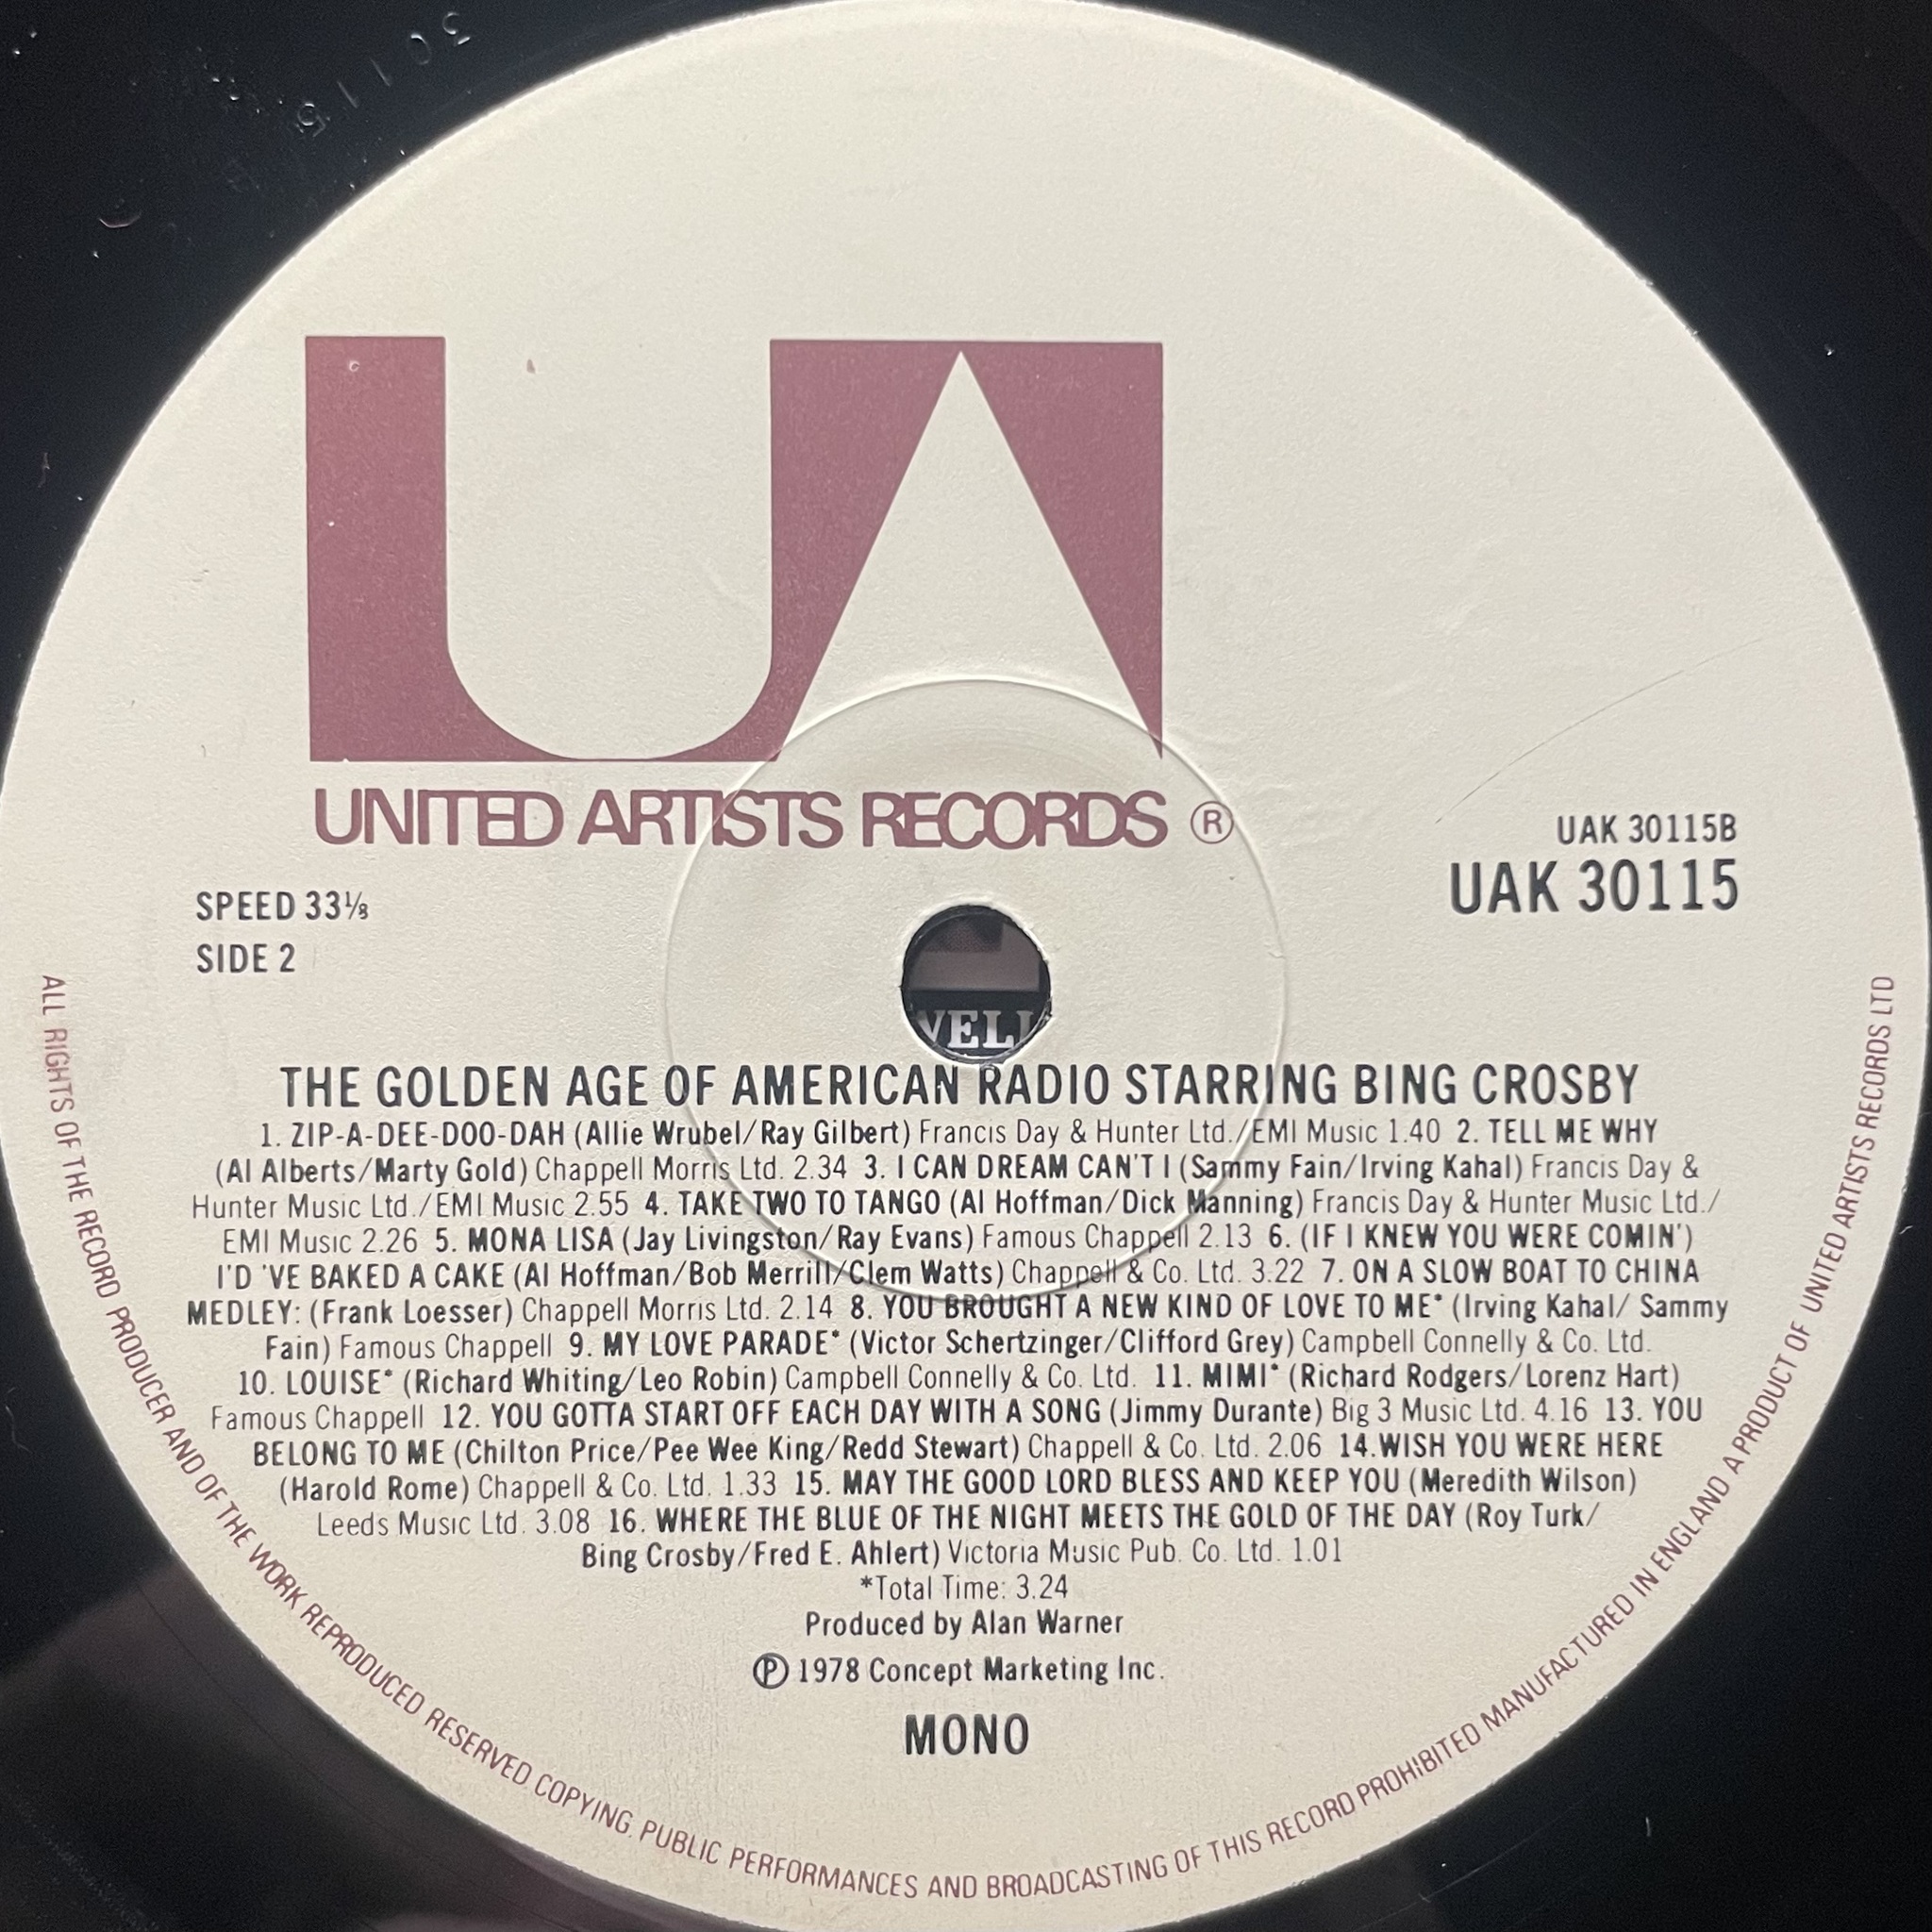 30115
UA
UNITED ARTISTS RECORDS ®
UAK 30115B
UAK 30115
SPEED 33⅓
SIDE 2
VELL
THE GOLDEN AGE OF AMERICAN RADIO STARRING BING CROSBY
1. ZIP-A-DEE-DOO-DAH (Allie Wrubel/Ray Gilbert) Francis Day & Hunter Ltd./EMI Music 1.40 2. TELL ME WHY
(Al Alberts/Marty Gold) Chappell Morris Ltd. 2.34 3. I CAN DREAM CAN'T I (Sammy Fain/Irving Kahal) Francis Day &
Hunter Music Ltd./EMI Music 2.55 4. TAKE TWO TO TANGO (Al Hoffman/Dick Manning) Francis Day & Hunter Music Ltd./
EMI Music 2.26 5. MONA LISA (Jay Livingston/Ray Evans) Famous Chappell 2.13 6. (IF I KNEW YOU WERE COMIN')
I'D 'VE BAKED A CAKE (Al Hoffman/Bob Merrill/Clem Watts) Chappell & Co. Ltd. 3.22 7. ON A SLOW BOAT TO CHINA
MEDLEY: (Frank Loesser) Chappell Morris Ltd. 2.14 8. YOU BROUGHT A NEW KIND OF LOVE TO ME* (Irving Kahal/ Sammy
Fain) Famous Chappell 9. MY LOVE PARADE* (Victor Schertzinger/Clifford Grey) Campbell Connelly & Co. Ltd.
10. LOUISE* (Richard Whiting/Leo Robin) Campbell Connelly & Co. Ltd. 11. MIMI* (Richard Rodgers/Lorenz Hart)
Famous Chappell 12. YOU GOTTA START OFF EACH DAY WITH A SONG (Jimmy Durante) Big 3 Music Ltd. 4.16 13. YOU
BELONG TO ME (Chilton Price/Pee Wee King/Redd Stewart) Chappell & Co. Ltd. 2.06 14.WISH YOU WERE HERE
(Harold Rome) Chappell & Co. Ltd. 1.33 15. MAY THE GOOD LORD BLESS AND KEEP YOU (Meredith Wilson)
Leeds Music Ltd. 3.08 16. WHERE THE BLUE OF THE NIGHT MEETS THE GOLD OF THE DAY (Roy Turk/
Bing Crosby/Fred E. Ahlert) Victoria Music Pub. Co. Ltd. 1.01
*Total Time: 3.24
Produced by Alan Warner
℗ 1978 Concept Marketing Inc.
MONO
ALL RIGHTS OF THE RECORD PRODUCER AND OF THE WORK REPRODUCED RESERVED COPYING, PUBLIC PERFORMANCES AND BROADCASTING OF THIS RECORD PROHIBITED MANUFACTURED IN ENGLAND A PRODUCT OF UNITED ARTISTS RECORDS LTD